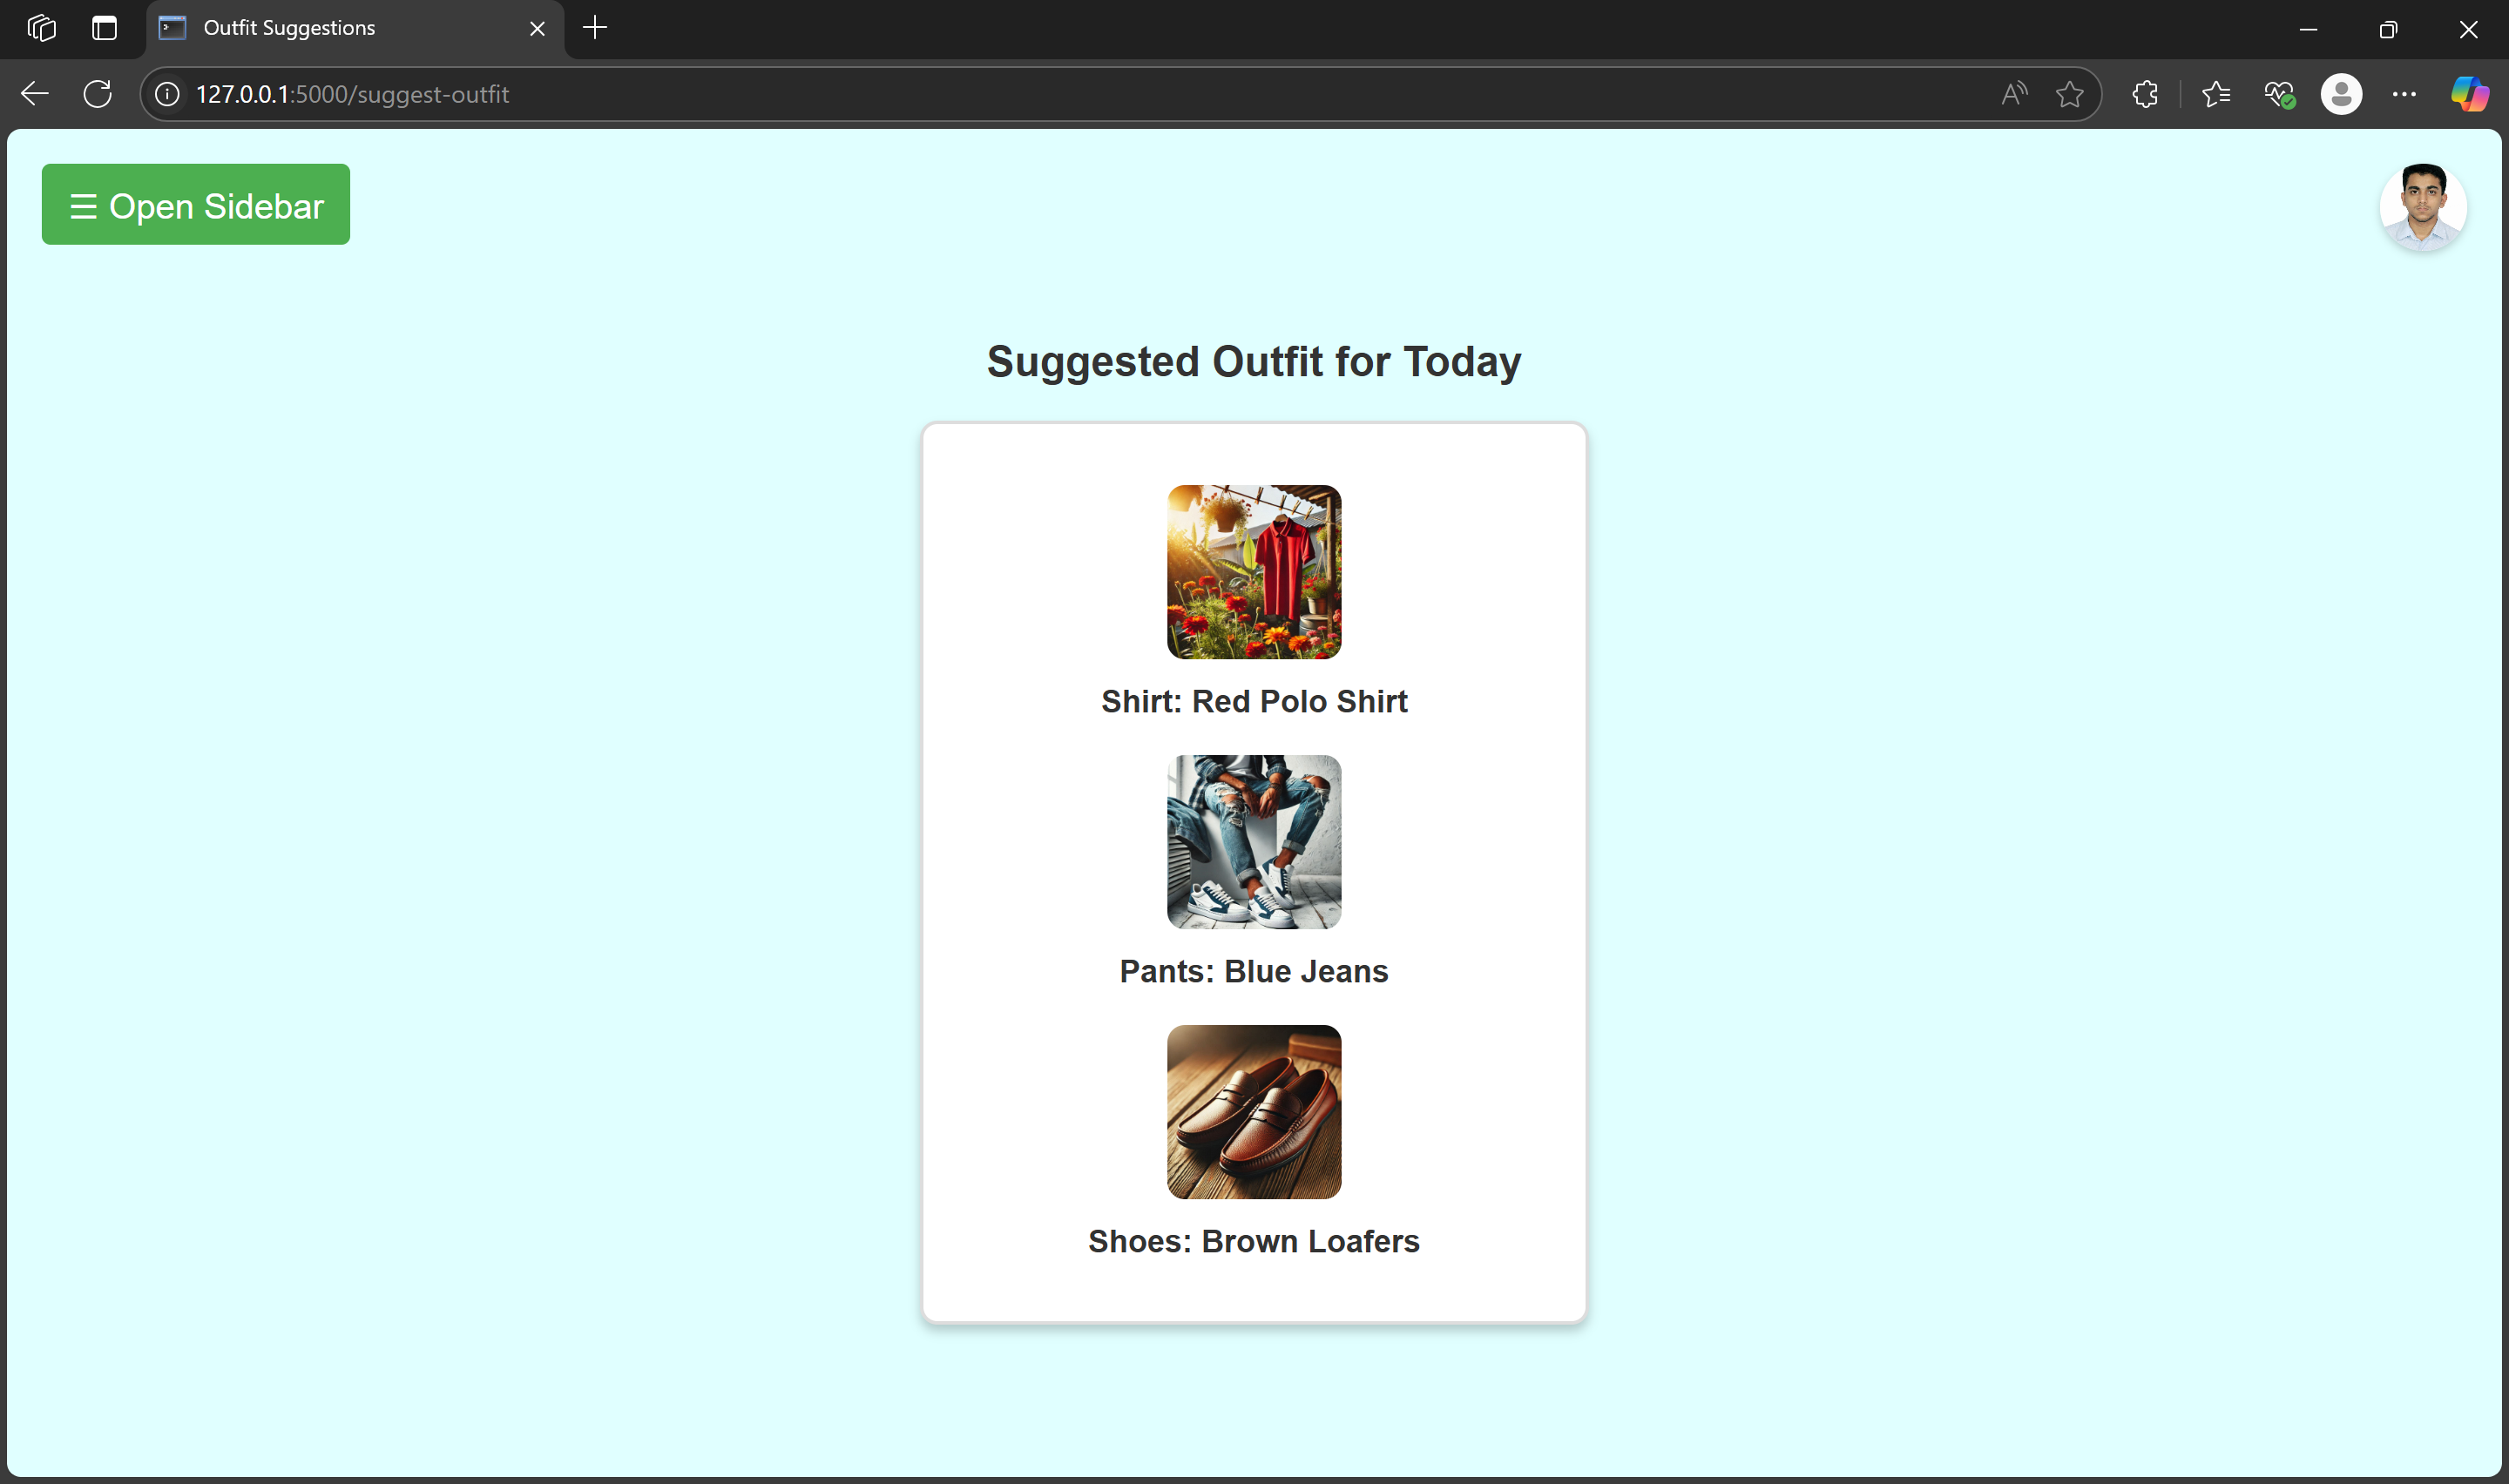 Outfit Suggestions
127.0.0.1:5000/suggest-outfit
☰ Open Sidebar
Suggested Outfit for Today
Shirt: Red Polo Shirt
Pants: Blue Jeans
Shoes: Brown Loafers